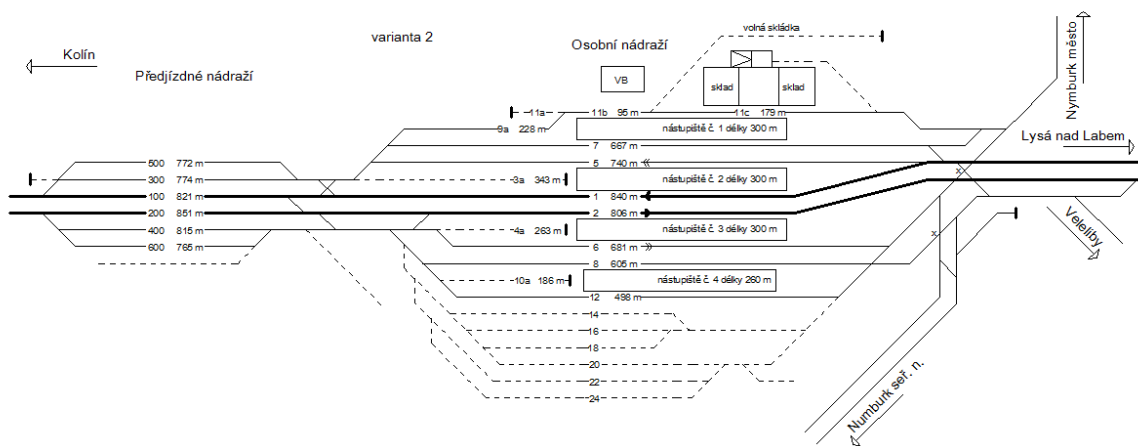 varianta 2
Kolín
Předjízdné nádraží
Osobní nádraží
VB
volná skládka
sklad
sklad
Nymburk město
Lysá nad Labem
11a
11b 95 m
11c 179 m
9a 228 m
nástupiště č. 1 délky 300 m
7 667 m
500 772 m
5 740 m
300 774 m
3a 343 m
nástupiště č. 2 délky 300 m
100 821 m
1 840 m
x
200 851 m
2 806 m
400 815 m
4a 263 m
nástupiště č. 3 délky 300 m
x
Veleliby
600 765 m
6 681 m
8 605 m
10a 186 m
nástupiště č. 4 délky 260 m
12 498 m
14
16
18
20
22
24
Numburk seř. n.